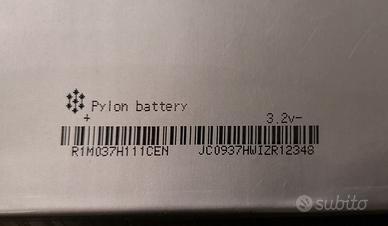 Pylon battery
+ 3.2v-
R1M037H111CEN JC0937HWIZR12348
subito